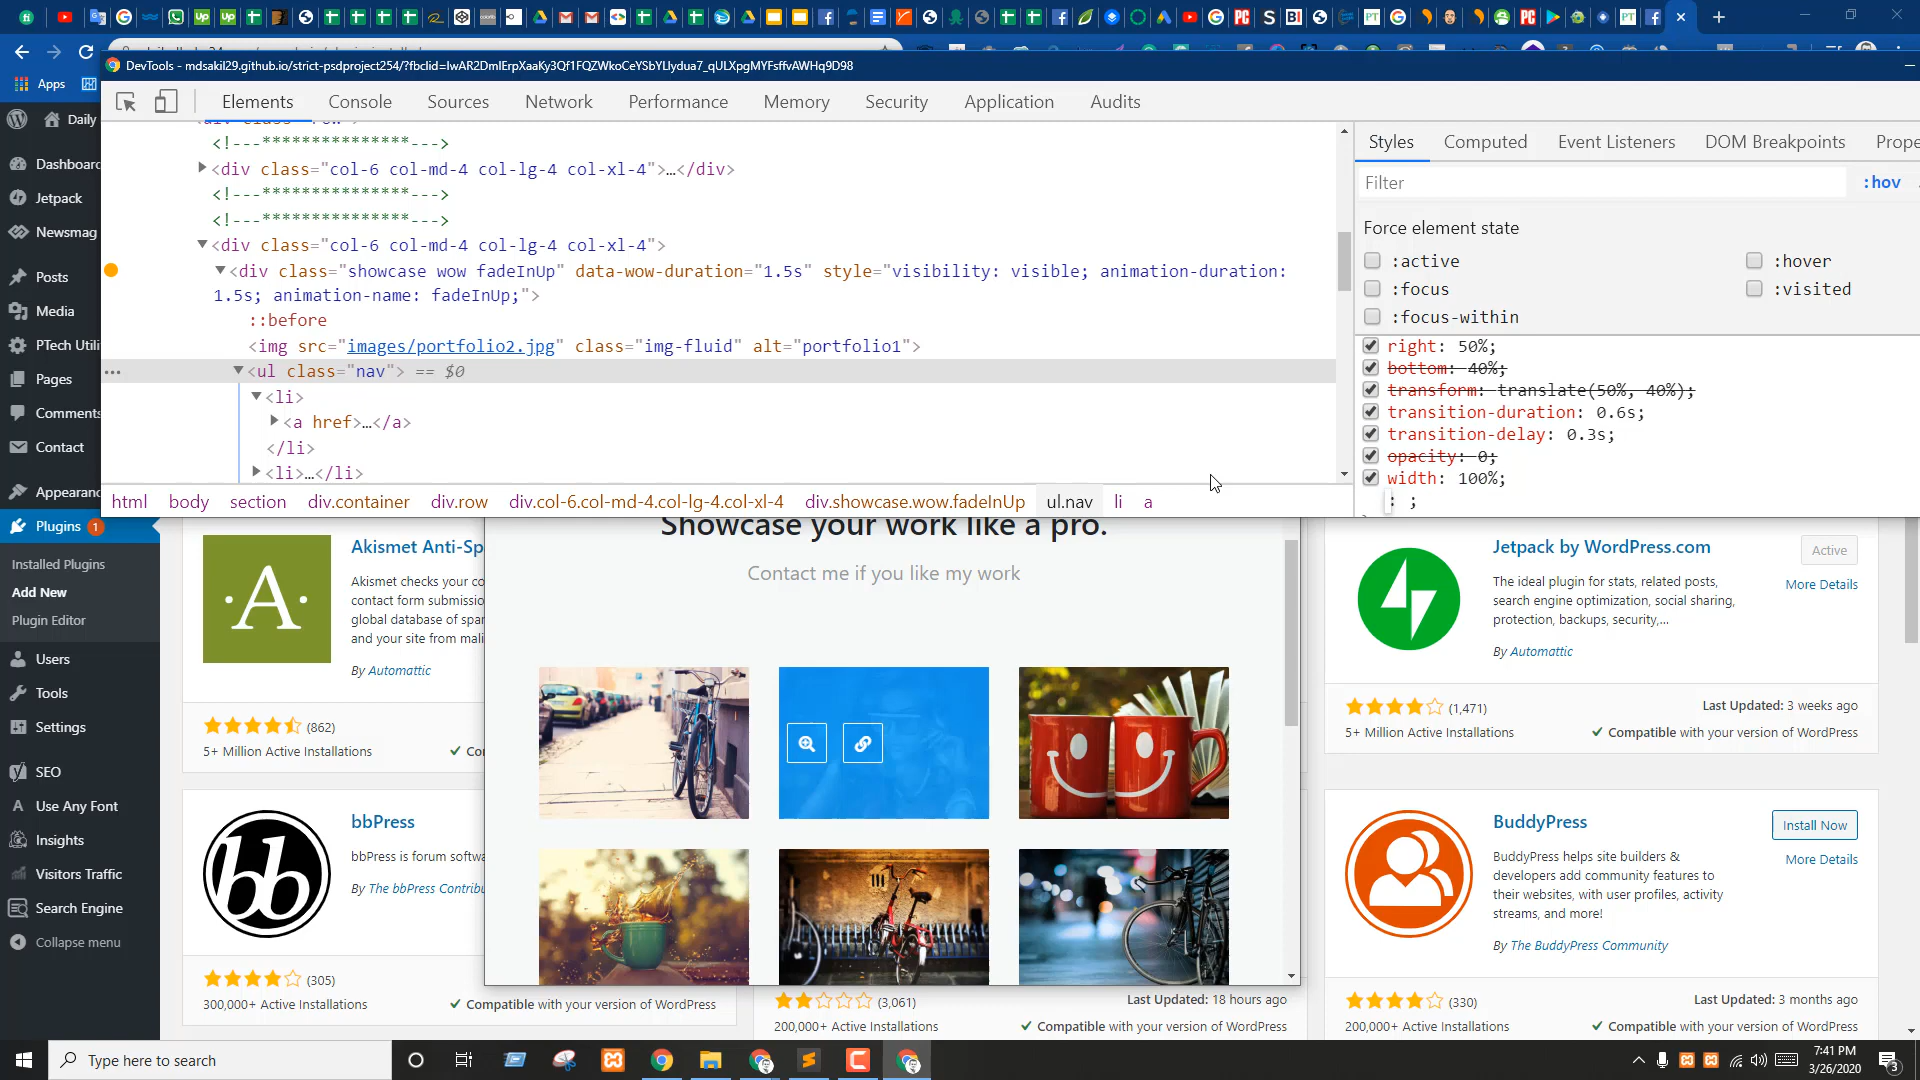 DevTools - mdsakil29.github.io/strict-psdproject254/?fbclid=IwAR2DmIErpXaaKy3Qf1FQZWkoCeYSbYLlydua7_qULXpgMYFsffvAWHq9D98
Apps
Elements Console Sources Network Performance Memory Security Application Audits
<!---***************--->
<div class="col-6 col-md-4 col-lg-4 col-xl-4">…</div>
<!---***************--->
<!---***************--->
<div class="col-6 col-md-4 col-lg-4 col-xl-4">
<div class="showcase wow fadeInUp" data-wow-duration="1.5s" style="visibility: visible; animation-duration:
1.5s; animation-name: fadeInUp;">
::before
<img src="images/portfolio2.jpg" class="img-fluid" alt="portfolio1">
<ul class="nav"> == $0
<li>
<a href>…</a>
</li>
<li>…</li>
html body section div.container div.row div.col-6.col-md-4.col-lg-4.col-xl-4 div.showcase.wow.fadeInUp ul.nav li a
Styles Computed Event Listeners DOM Breakpoints Prope
Filter :hov
Force element state
:active :hover
:focus :visited
:focus-within
right: 50%;
bottom: 40%;
transform: translate(50%, 40%);
transition-duration: 0.6s;
transition-delay: 0.3s;
opacity: 0;
width: 100%;
: ;
Daily
Dashboard
Jetpack
Newsmag
Posts
Media
PTech Utili
Pages
Comments
Contact
Appearanc
Plugins 1
Installed Plugins
Add New
Plugin Editor
Users
Tools
Settings
SEO
Use Any Font
Insights
Visitors Traffic
Search Engine
Collapse menu
Akismet Anti-Sp
Akismet checks your co
contact form submissio
global database of spar
and your site from mali
By Automattic
(862)
5+ Million Active Installations
Co
bbPress
bbPress is forum softwa
By The bbPress Contribu
(305)
300,000+ Active Installations
Compatible with your version of WordPress
Showcase your work like a pro.
Contact me if you like my work
(3,061)
200,000+ Active Installations
Last Updated: 18 hours ago
Compatible with your version of WordPress
Jetpack by WordPress.com
Active
More Details
The ideal plugin for stats, related posts,
search engine optimization, social sharing,
protection, backups, security,...
By Automattic
(1,471)
5+ Million Active Installations
Last Updated: 3 weeks ago
Compatible with your version of WordPress
BuddyPress
Install Now
More Details
BuddyPress helps site builders &
developers add community features to
their websites, with user profiles, activity
streams, and more!
By The BuddyPress Community
(330)
200,000+ Active Installations
Last Updated: 3 months ago
Compatible with your version of WordPress
Type here to search
7:41 PM
3/26/2020
3